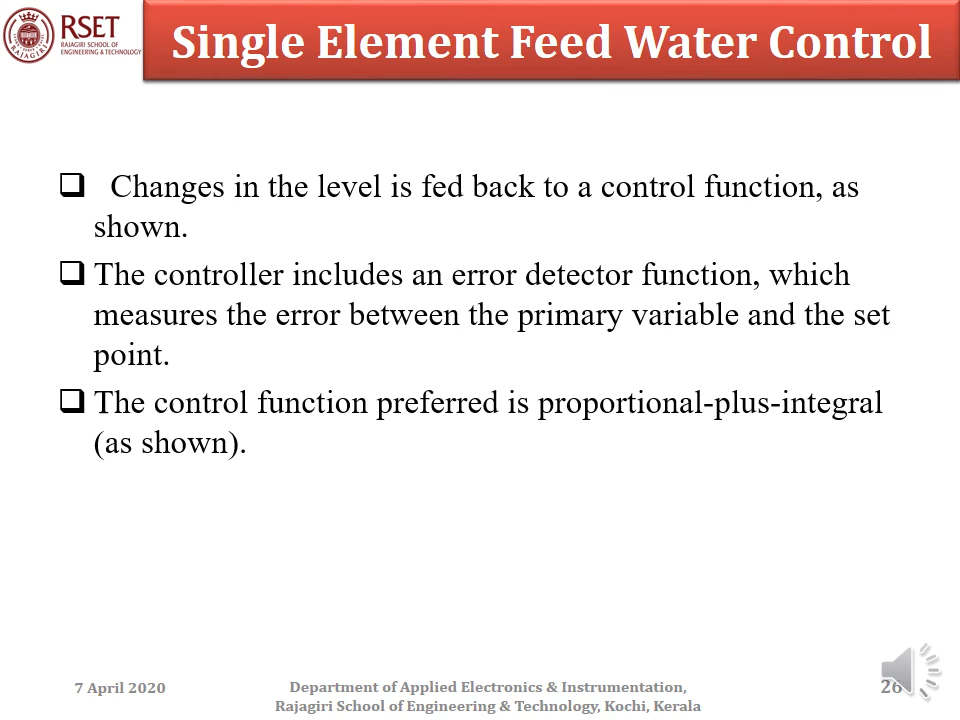 RSET
RAJAGIRI SCHOOL OF
ENGINEERING & TECHNOLOGY
RAJAGIRI
Single Element Feed Water Control
Changes in the level is fed back to a control function, as
shown.
The controller includes an error detector function, which
measures the error between the primary variable and the set
point.
The control function preferred is proportional-plus-integral
(as shown).
7 April 2020
Department of Applied Electronics & Instrumentation,
Rajagiri School of Engineering & Technology, Kochi, Kerala
26